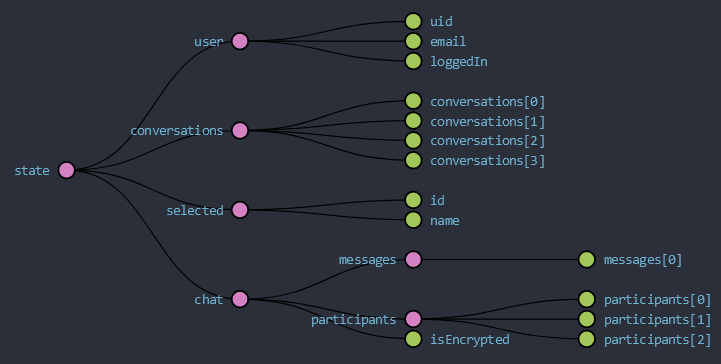 uid
user
email
loggedIn
conversations[0]
conversations[1]
conversations
conversations[2]
conversations[3]
state
id
selected
name
messages
messages[0]
chat
participants[0]
participants
participants[1]
isEncrypted
participants[2]